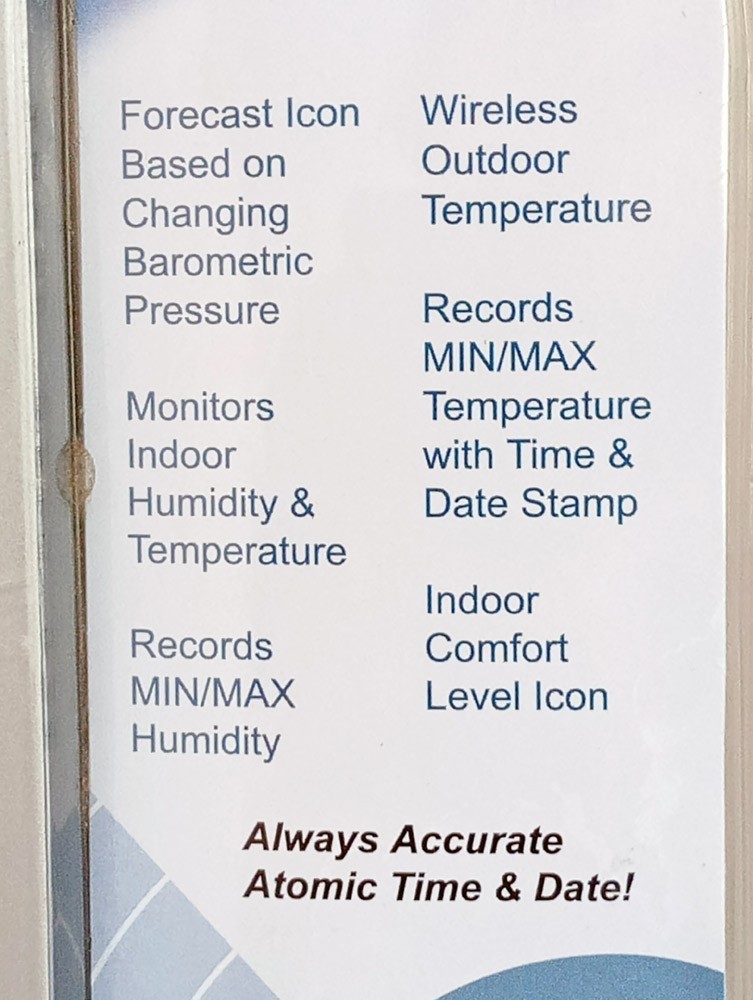 Forecast Icon
Based on
Changing
Barometric
Pressure
Monitors
Indoor
Humidity &
Temperature
Records
MIN/MAX
Humidity
Wireless
Outdoor
Temperature
Records
MIN/MAX
Temperature
with Time &
Date Stamp
Indoor
Comfort
Level Icon
Always Accurate
Atomic Time & Date!